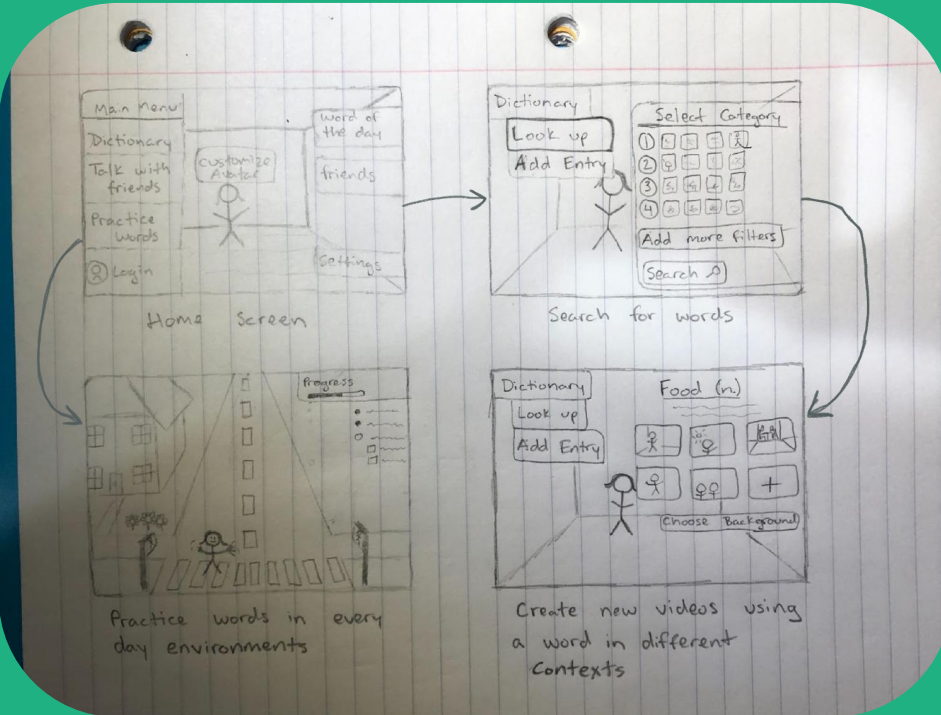 Main Menu
Dictionary
Talk with
friends
Practice
words
Login
Customize
Avatar
Word of
the day
friends
Settings
Home Screen
Dictionary
Look up
Add Entry
Select Category
1
2
3
4
Add more filters
Search
Search for words
Progress
Practice words in every
day environments
Dictionary
Look up
Add Entry
Food (n.)
+
Choose Background
Create new videos using
a word in different
Contexts